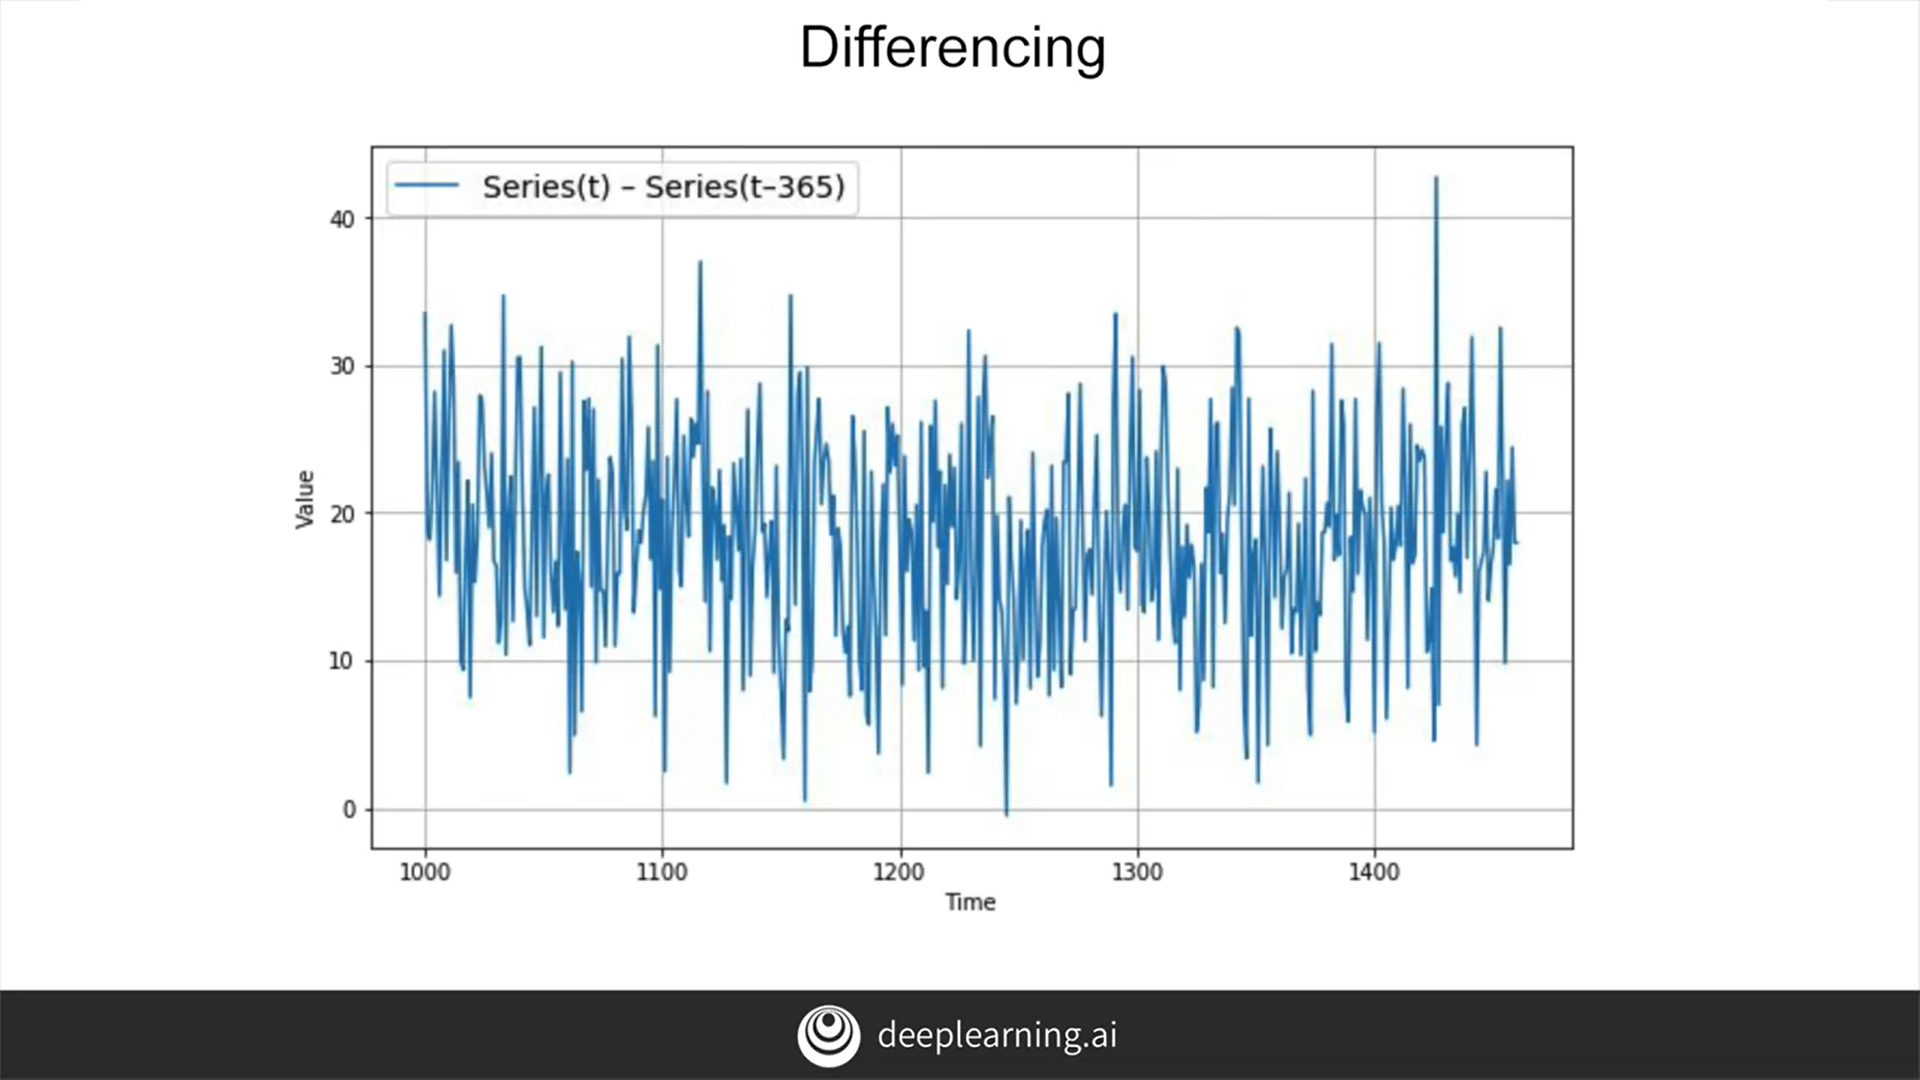 Differencing
Series(t) – Series(t–365)
40
30
20
10
0
Value
1000
1100
1200
1300
1400
Time
deeplearning.ai